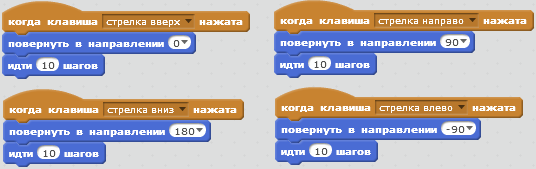 когда клавиша стрелка вверх нажата
повернуть в направлении 0
идти 10 шагов
когда клавиша стрелка направо нажата
повернуть в направлении 90
идти 10 шагов
когда клавиша стрелка вниз нажата
повернуть в направлении 180
идти 10 шагов
когда клавиша стрелка влево нажата
повернуть в направлении -90
идти 10 шагов